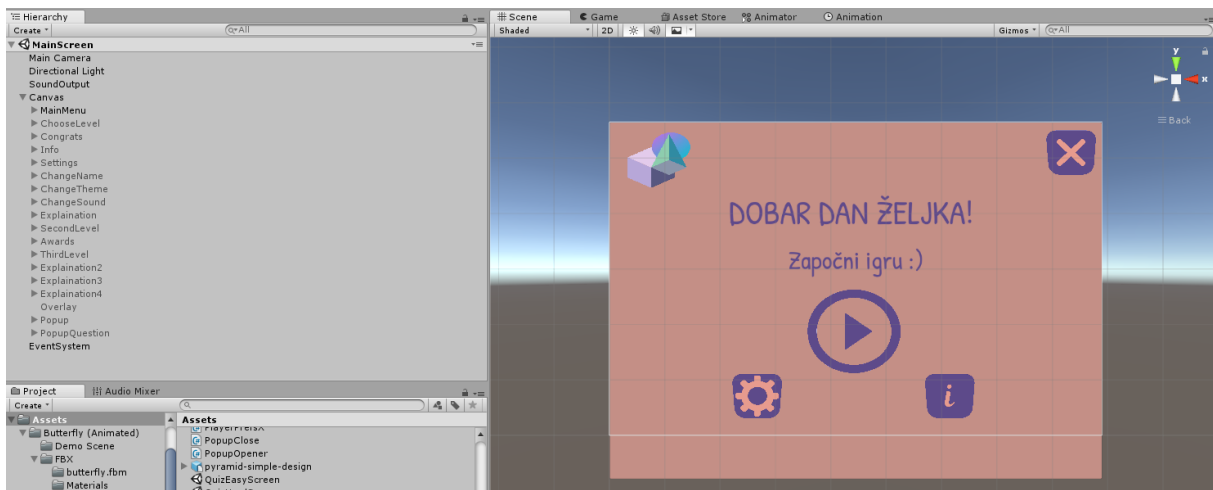 Hierarchy
Create
All
MainScreen
Main Camera
Directional Light
SoundOutput
Canvas
MainMenu
ChooseLevel
Congrats
Info
Settings
ChangeName
ChangeTheme
ChangeSound
Explaination
SecondLevel
Awards
ThirdLevel
Explaination2
Explaination3
Explaination4
Overlay
Popup
PopupQuestion
EventSystem
Project Audio Mixer
Create
Assets
Butterfly (Animated)
Demo Scene
FBX
butterfly.fbm
Materials
Assets
PlayerPrefsX
PopupClose
PopupOpener
pyramid-simple-design
QuizEasyScreen
Scene Game Asset Store Animator Animation
Shaded 2D Gizmos All
y
x
Back
DOBAR DAN ŽELJKA!
Započni igru :)
i